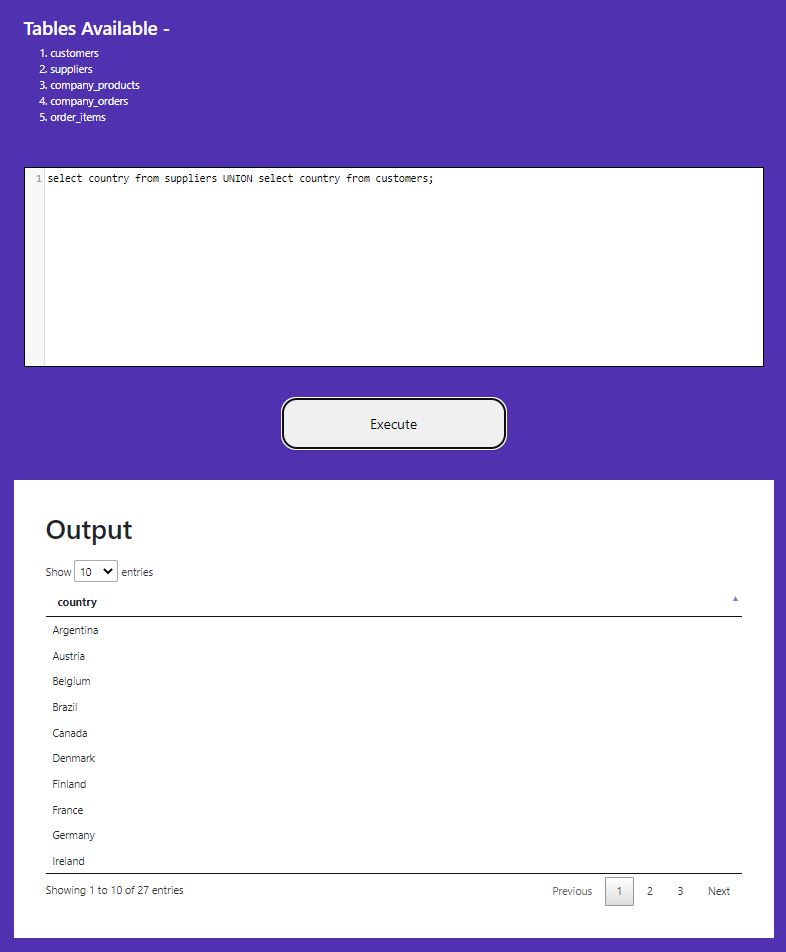 Tables Available -
1. customers
2. suppliers
3. company_products
4. company_orders
5. order_items
1 select country from suppliers UNION select country from customers;
Execute
Output
Show 10 entries
country
Argentina
Austria
Belgium
Brazil
Canada
Denmark
Finland
France
Germany
Ireland
Showing 1 to 10 of 27 entries Previous 1 2 3 Next